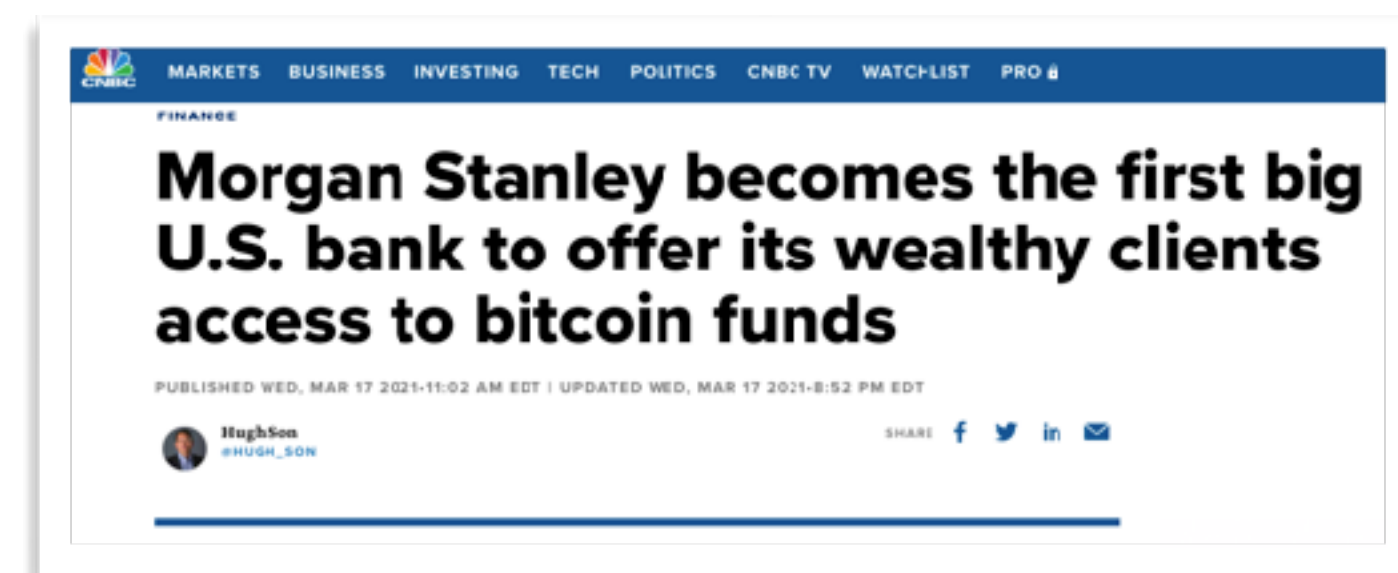 CNBC MARKETS BUSINESS INVESTING TECH POLITICS CNBC TV WATCHLIST PRO
FINANCE
Morgan Stanley becomes the first big
U.S. bank to offer its wealthy clients
access to bitcoin funds
PUBLISHED WED, MAR 17 2021•11:02 AM EDT | UPDATED WED, MAR 17 2021•8:52 PM EDT
Hugh Son
@HUGH_SON
SHARE f in